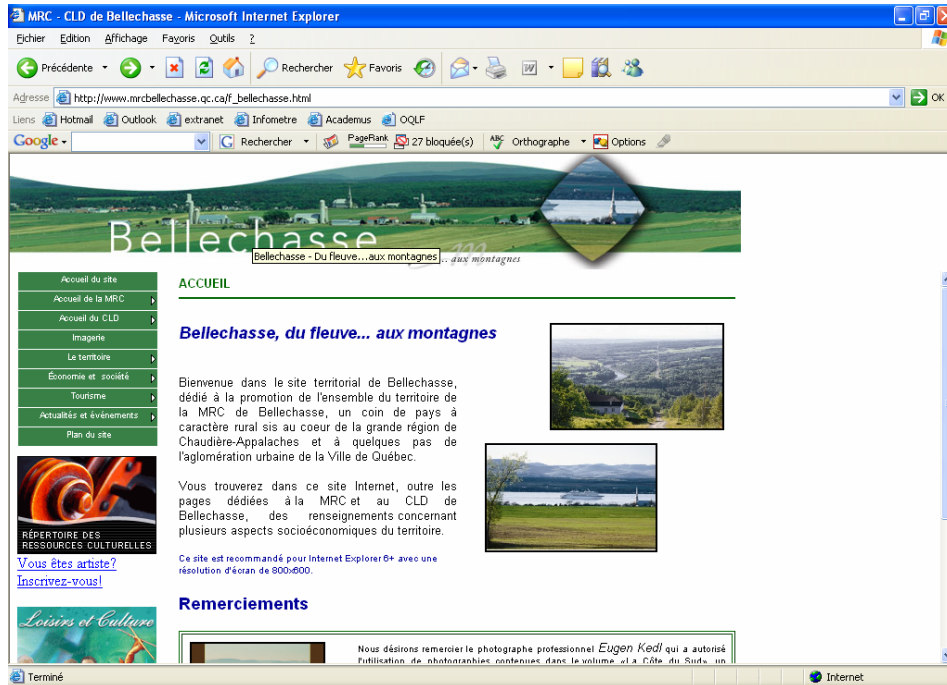 MRC - CLD de Bellechasse - Microsoft Internet Explorer
Fichier Edition Affichage Favoris Outils ?
Précédente Rechercher Favoris
Adresse http://www.mrcbellechasse.qc.ca/f_bellechasse.html OK
Liens Hotmail Outlook extranet Infometre Academus OQLF
Google G Rechercher PageRank 27 bloquée(s) ABC Orthographe Options
Bellechasse
Bellechasse - Du fleuve...aux montagnes
... aux montagnes
Accueil du site
Accueil de la MRC
Accueil du CLD
Imagerie
Le territoire
Économie et société
Tourisme
Actualités et événements
Plan du site
RÉPERTOIRE DES
RESSOURCES CULTURELLES
Vous êtes artiste?
Inscrivez-vous!
Loisirs et Culture
ACCUEIL
Bellechasse, du fleuve... aux montagnes
Bienvenue dans le site territorial de Bellechasse,
dédié à la promotion de l'ensemble du territoire de
la MRC de Bellechasse, un coin de pays à
caractère rural sis au coeur de la grande région de
Chaudière-Appalaches et à quelques pas de
l'aglomération urbaine de la Ville de Québec.
Vous trouverez dans ce site Internet, outre les
pages dédiées à la MRC et au CLD de
Bellechasse, des renseignements concernant
plusieurs aspects socioéconomiques du territoire.
Ce site est recommandé pour Internet Explorer 6+ avec une
résolution d'écran de 800x600.
Remerciements
Nous désirons remercier le photographe professionnel Eugen Kedl qui a autorisé
l'utilisation de photographies contenues dans le volume «La Côte du Sud», un
Terminé
Internet